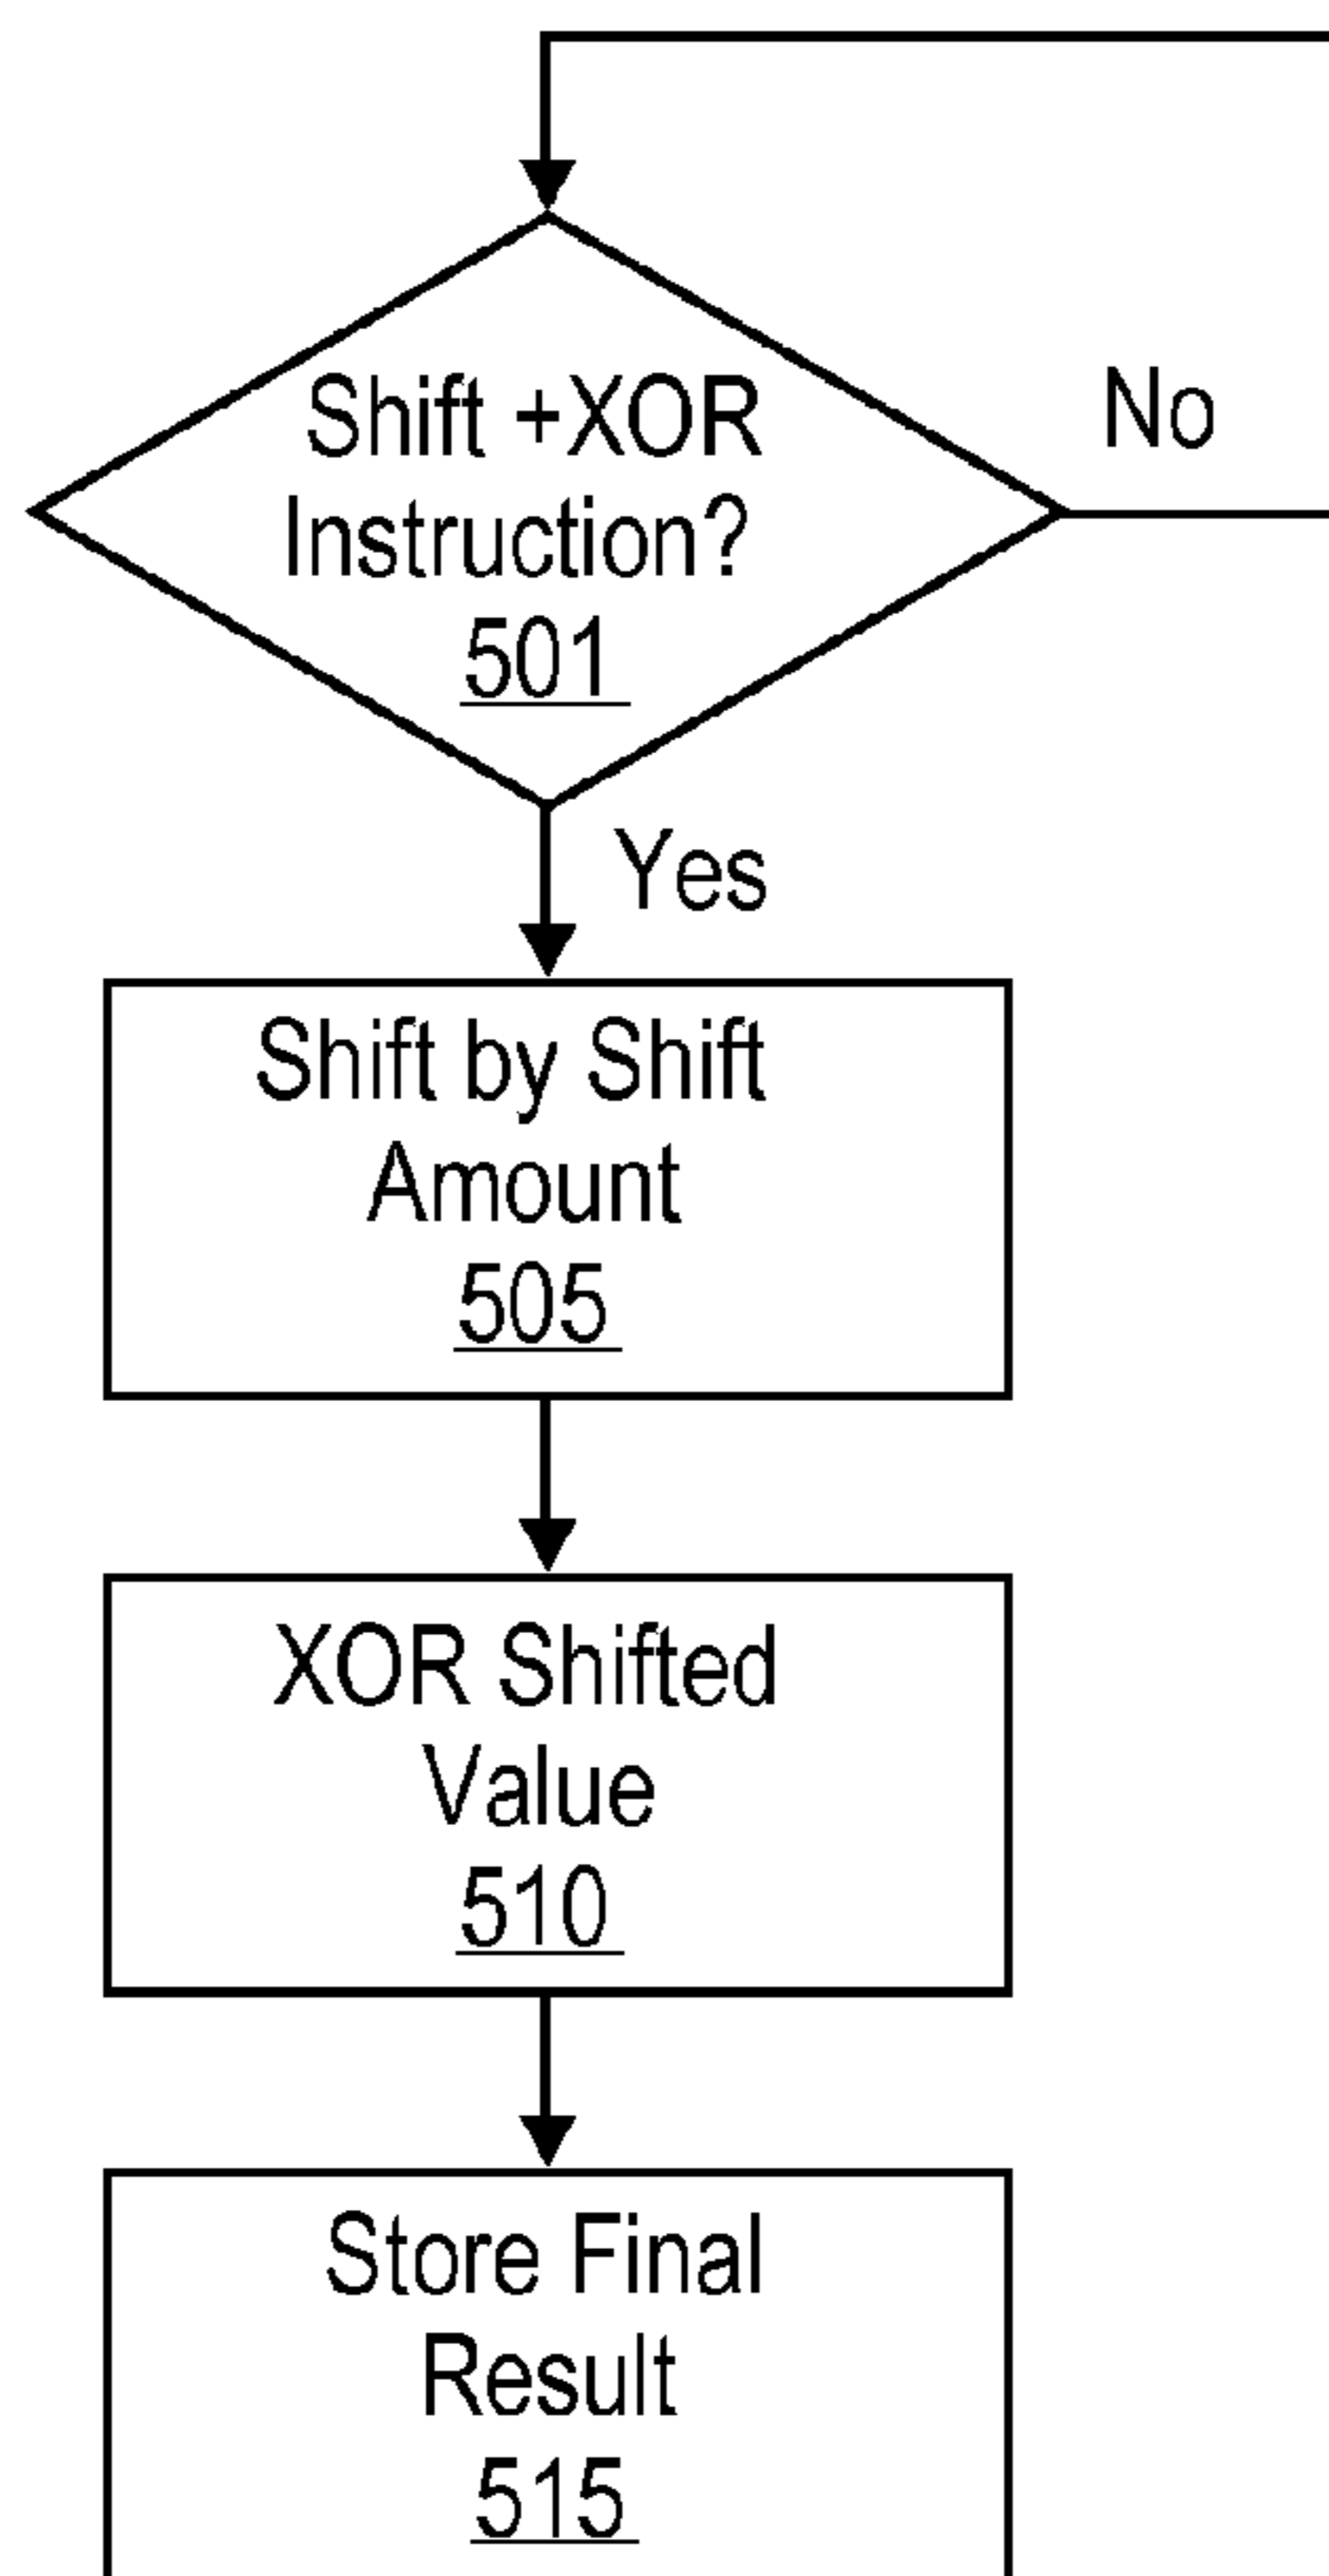 Shift +XOR
Instruction?
501
No
Yes
Shift by Shift
Amount
505
XOR Shifted
Value
510
Store Final
Result
515